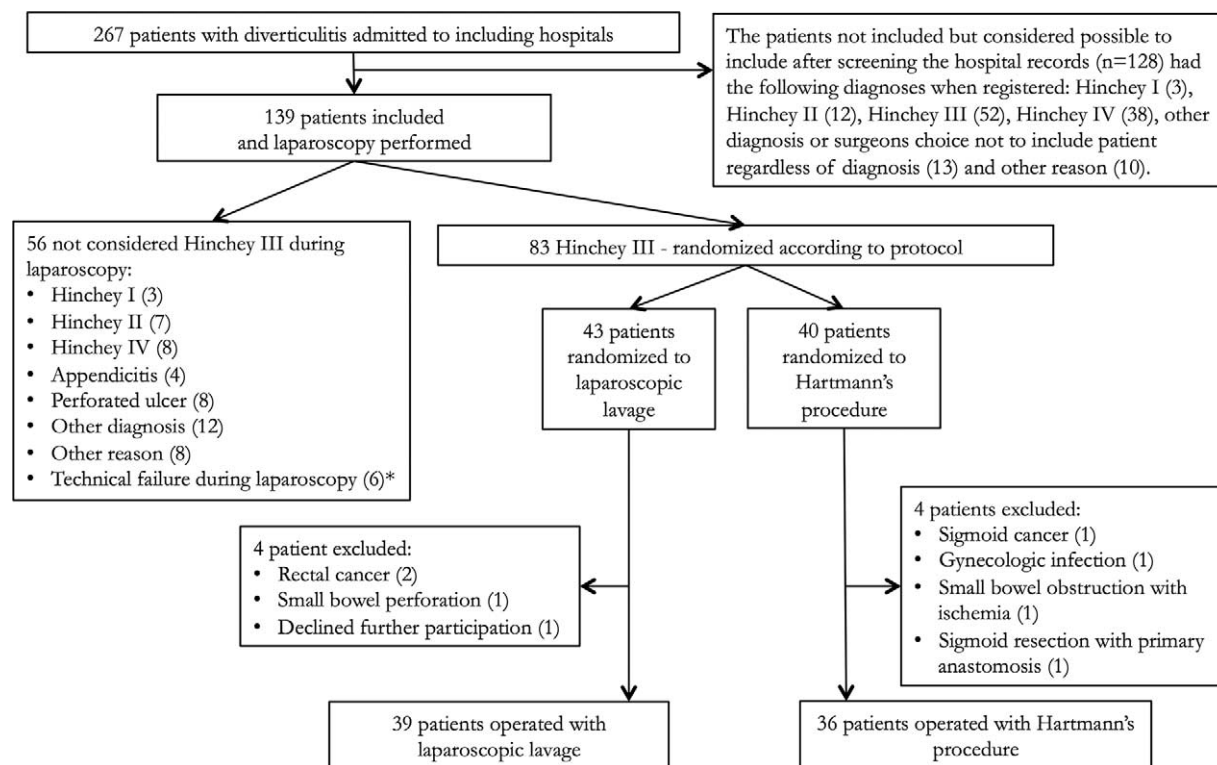 267 patients with diverticulitis admitted to including hospitals
The patients not included but considered possible to
include after screening the hospital records (n=128) had
the following diagnoses when registered: Hinchey I (3),
Hinchey II (12), Hinchey III (52), Hinchey IV (38), other
diagnosis or surgeons choice not to include patient
regardless of diagnosis (13) and other reason (10).
139 patients included
and laparoscopy performed
56 not considered Hinchey III during
laparoscopy:
• Hinchey I (3)
• Hinchey II (7)
• Hinchey IV (8)
• Appendicitis (4)
• Perforated ulcer (8)
• Other diagnosis (12)
• Other reason (8)
• Technical failure during laparoscopy (6)*
83 Hinchey III - randomized according to protocol
43 patients
randomized to
laparoscopic
lavage
40 patients
randomized to
Hartmann's
procedure
4 patient excluded:
• Rectal cancer (2)
• Small bowel perforation (1)
• Declined further participation (1)
4 patients excluded:
• Sigmoid cancer (1)
• Gynecologic infection (1)
• Small bowel obstruction with
ischemia (1)
• Sigmoid resection with primary
anastomosis (1)
39 patients operated with
laparoscopic lavage
36 patients operated with Hartmann's
procedure